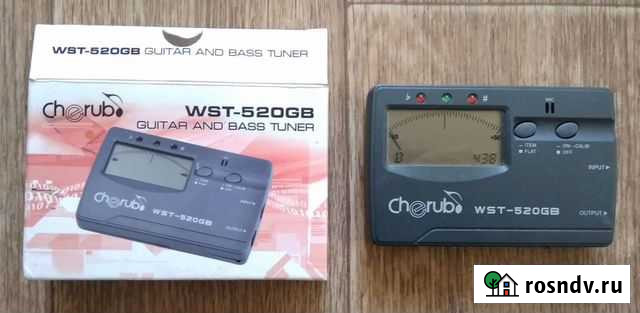 WST-520GB GUITAR AND BASS TUNER
Cherub
WST-520GB
GUITAR AND BASS TUNER
Cherub
WST-520GB
INPUT
OUTPUT
♭ #
438
ITEM ON CALIB
FLAT OFF
INPUT
OUTPUT
Cherub WST-520GB
rosndv.ru